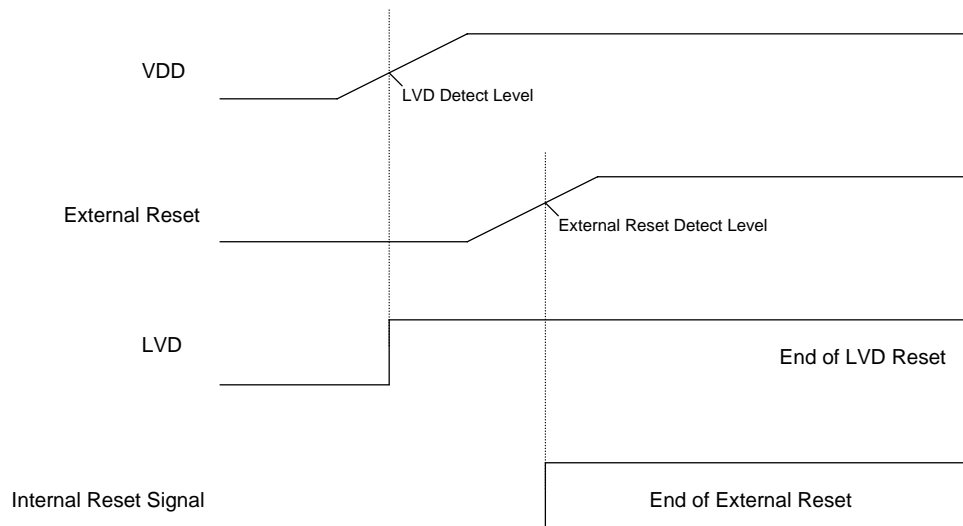 VDD
LVD Detect Level
External Reset
External Reset Detect Level
LVD
End of LVD Reset
Internal Reset Signal
End of External Reset